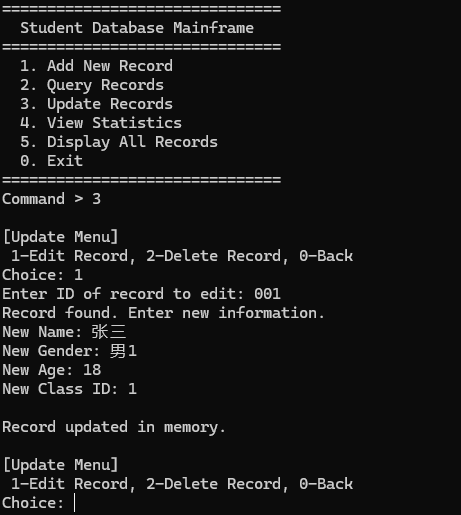 ===============================
  Student Database Mainframe
===============================
  1. Add New Record
  2. Query Records
  3. Update Records
  4. View Statistics
  5. Display All Records
  0. Exit
===============================
Command > 3

[Update Menu]
 1-Edit Record, 2-Delete Record, 0-Back
Choice: 1
Enter ID of record to edit: 001
Record found. Enter new information.
New Name: 张三
New Gender: 男1
New Age: 18
New Class ID: 1

Record updated in memory.

[Update Menu]
 1-Edit Record, 2-Delete Record, 0-Back
Choice: